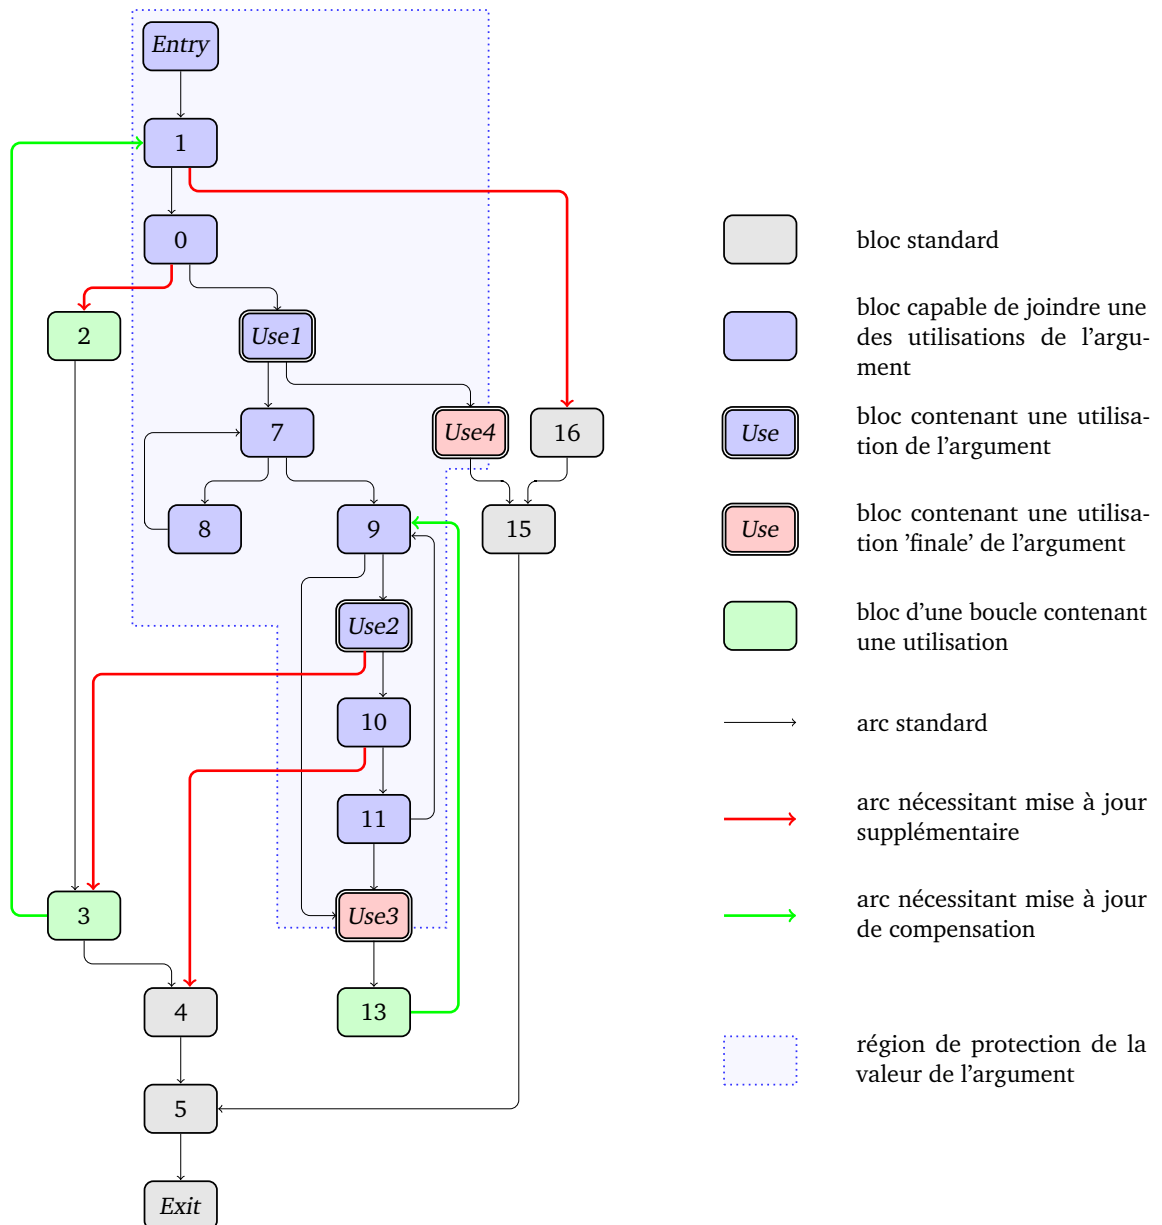 Entry
1
0
2
Use1
7
Use4
16
8
9
15
Use2
10
11
3
Use3
4
13
5
Exit
bloc standard
bloc capable de joindre une
des utilisations de l'argu-
ment
Use
bloc contenant une utilisa-
tion de l'argument
Use
bloc contenant une utilisa-
tion 'finale' de l'argument
bloc d'une boucle contenant
une utilisation
arc standard
arc nécessitant mise à jour
supplémentaire
arc nécessitant mise à jour
de compensation
région de protection de la
valeur de l'argument